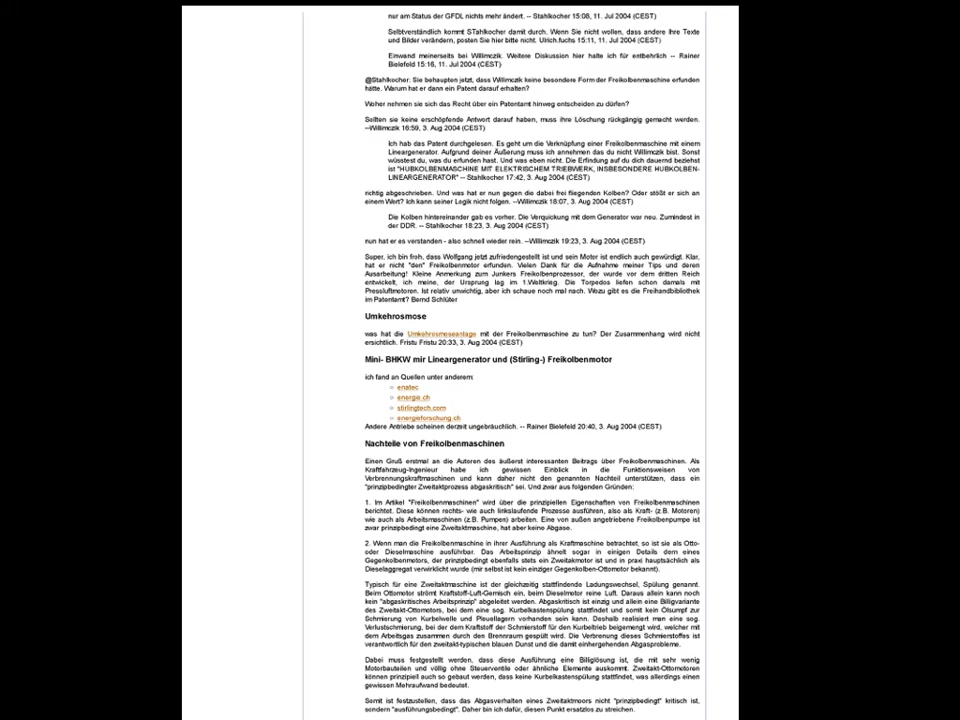 nur am Status der GFDL nichts mehr ändert. -- Stahlkocher 15:08, 11. Jul 2004 (CEST)
Selbtverständlich kommt STahlkocher damit durch. Wenn Sie nicht wollen, dass andere Ihre Texte
und Bilder verändern, posten Sie hier bitte nicht. Ulrich.fuchs 15:11, 11. Jul 2004 (CEST)
Einwand meinerseits bei Willimczik. Weitere Diskussion hier halte ich für entbehrlich -- Rainer
Bielefeld 15:16, 11. Jul 2004 (CEST)
@Stahlkocher: Sie behaupten jetzt, dass Willimczik keine besondere Form der Freikolbenmaschine erfunden
hätte. Warum hat er dann ein Patent darauf erhalten?
Woher nehmen sie sich das Recht über ein Patentamt hinweg entscheiden zu dürfen?
Sollten sie keine erschöpfende Antwort darauf haben, muss ihre Löschung rückgängig gemacht werden.
--Willimczik 16:59, 3. Aug 2004 (CEST)
Ich hab das Patent durchgelesen. Es geht um die Verknüpfung einer Freikolbenmaschine mit einem
Lineargenerator. Aufgrund deiner Äußerung muss ich annehmen das du nicht Willimczik bist. Sonst
wüsstest du, was du erfunden hast. Und was eben nicht. Die Erfindung auf du dich dauernd beziehst
ist "HUBKOLBENMASCHINE MIT ELEKTRISCHEM TRIEBWERK, INSBESONDERE HUBKOLBEN-
LINEARGENERATOR" -- Stahlkocher 17:42, 3. Aug 2004 (CEST)
richtig abgeschrieben. Und was hat er nun gegen die dabei frei fliegenden Kolben? Oder stößt er sich an
einem Wert? Ich kann seiner Logik nicht folgen. --Willimczik 18:07, 3. Aug 2004 (CEST)
Die Kolben hintereinander gab es vorher. Die Verquickung mit dem Generator war neu. Zumindest in
der DDR. -- Stahlkocher 18:23, 3. Aug 2004 (CEST)
nun hat er es verstanden - also schnell wieder rein. --Willimczik 19:23, 3. Aug 2004 (CEST)
Super, ich bin froh, dass Wolfgang jetzt zufriedengestellt ist und sein Motor ist endlich auch gewürdigt. Klar,
hat er nicht "den" Freikolbenmotor erfunden. Vielen Dank für die Aufnahme meiner Tips und deren
Ausarbeitung! Kleine Anmerkung zum Junkers Freikolbenprozessor, der wurde vor dem dritten Reich
entwickelt, ich meine, der Ursprung lag im 1.Weltkrieg. Die Torpedos liefen schon damals mit
Pressluftmotoren. Ist relativ unwichtig, aber ich schaue noch mal nach. Wozu gibt es die Freihandbibliothek
im Patentamt? Bernd Schlüter
Umkehrosmose
was hat die Umkehrosmoseanlage mit der Freikolbenmaschine zu tun? Der Zusammenhang wird nicht
ersichtlich. Fristu Fristu 20:33, 3. Aug 2004 (CEST)
Mini- BHKW mir Lineargenerator und (Stirling-) Freikolbenmotor
ich fand an Quellen unter anderem:
enatec
energie.ch
stirlingtech.com
energieforschung.ch
Andere Antriebe scheinen derzeit ungebräuchlich. -- Rainer Bielefeld 20:40, 3. Aug 2004 (CEST)
Nachteile von Freikolbenmaschinen
Einen Gruß erstmal an die Autoren des äußerst interessanten Beitrags über Freikolbenmaschinen. Als
Kraftfahrzeug-Ingenieur habe ich gewissen Einblick in die Funktionsweisen von
Verbrennungskraftmaschinen und kann daher nicht den genannten Nachteil unterstützen, dass ein
"prinzipbedingter Zweitaktprozess abgaskritisch" sei. Und zwar aus folgenden Gründen:
1. Im Artikel "Freikolbenmaschinen" wird über die prinzipiellen Eigenschaften von Freikolbenmaschinen
berichtet. Diese können rechts- wie auch linkslaufende Prozesse ausführen, also als Kraft- (z.B. Motoren)
wie auch als Arbeitsmaschinen (z.B. Pumpen) arbeiten. Eine von außen angetriebene Freikolbenpumpe ist
zwar prinzipbedingt eine Zweitaktmaschine, hat aber keine Abgase.
2. Wenn man die Freikolbenmaschine in ihrer Ausführung als Kraftmaschine betrachtet, so ist sie als Otto-
oder Dieselmaschine ausführbar. Das Arbeitsprinzip ähnelt sogar in einigen Details dem eines
Gegenkolbenmotors, der prinzipbedingt ebenfalls stets ein Zweitakmotor ist und in praxi hauptsächlich als
Dieselaggregat verwirklicht wurde (mir selbst ist kein einziger Gegenkolben-Ottomotor bekannt).
Typisch für eine Zweitaktmaschine ist der gleichzeitig stattfindende Ladungswechsel, Spülung genannt.
Beim Ottomotor strömt Kraftstoff-Luft-Gemisch ein, beim Dieselmotor reine Luft. Daraus allein kann noch
kein "abgaskritisches Arbeitsprinzip" abgeleitet werden. Abgaskritisch ist einzig und allein eine Billigvariante
des Zweitakt-Ottomotors, bei dem eine sog. Kurbelkastenspülung stattfindet und somit kein Ölsumpf zur
Schmierung von Kurbelwelle und Pleuellagern vorhanden sein kann. Deshalb realisiert man eine sog.
Verlustschmierung, bei der dem Kraftstoff der Schmierstoff für den Kurbeltrieb beigemengt wird, welcher mit
dem Arbeitsgas zusammen durch den Brennraum gespült wird. Die Verbrenung dieses Schmierstoffes ist
verantwortlich für den zweitakt-typischen blauen Dunst und die damit einhergehenden Abgasprobleme.
Dabei muss festgestellt werden, dass diese Ausführung eine Billiglösung ist, die mit sehr wenig
Motorbauteilen und völlig ohne Steuerventile oder ähnliche Elemente auskommt. Zweitakt-Ottomotoren
können prinzipiell auch so gebaut werden, dass keine Kurbelkastenspülung stattfindet, was allerdings einen
gewissen Mehraufwand bedeutet.
Somit ist festzustellen, dass das Abgasverhalten eines Zweitaktmoors nicht "prinzipbedingt" kritisch ist,
sondern "ausführungsbedingt". Daher bin ich dafür, diesen Punkt ersatzlos zu streichen.